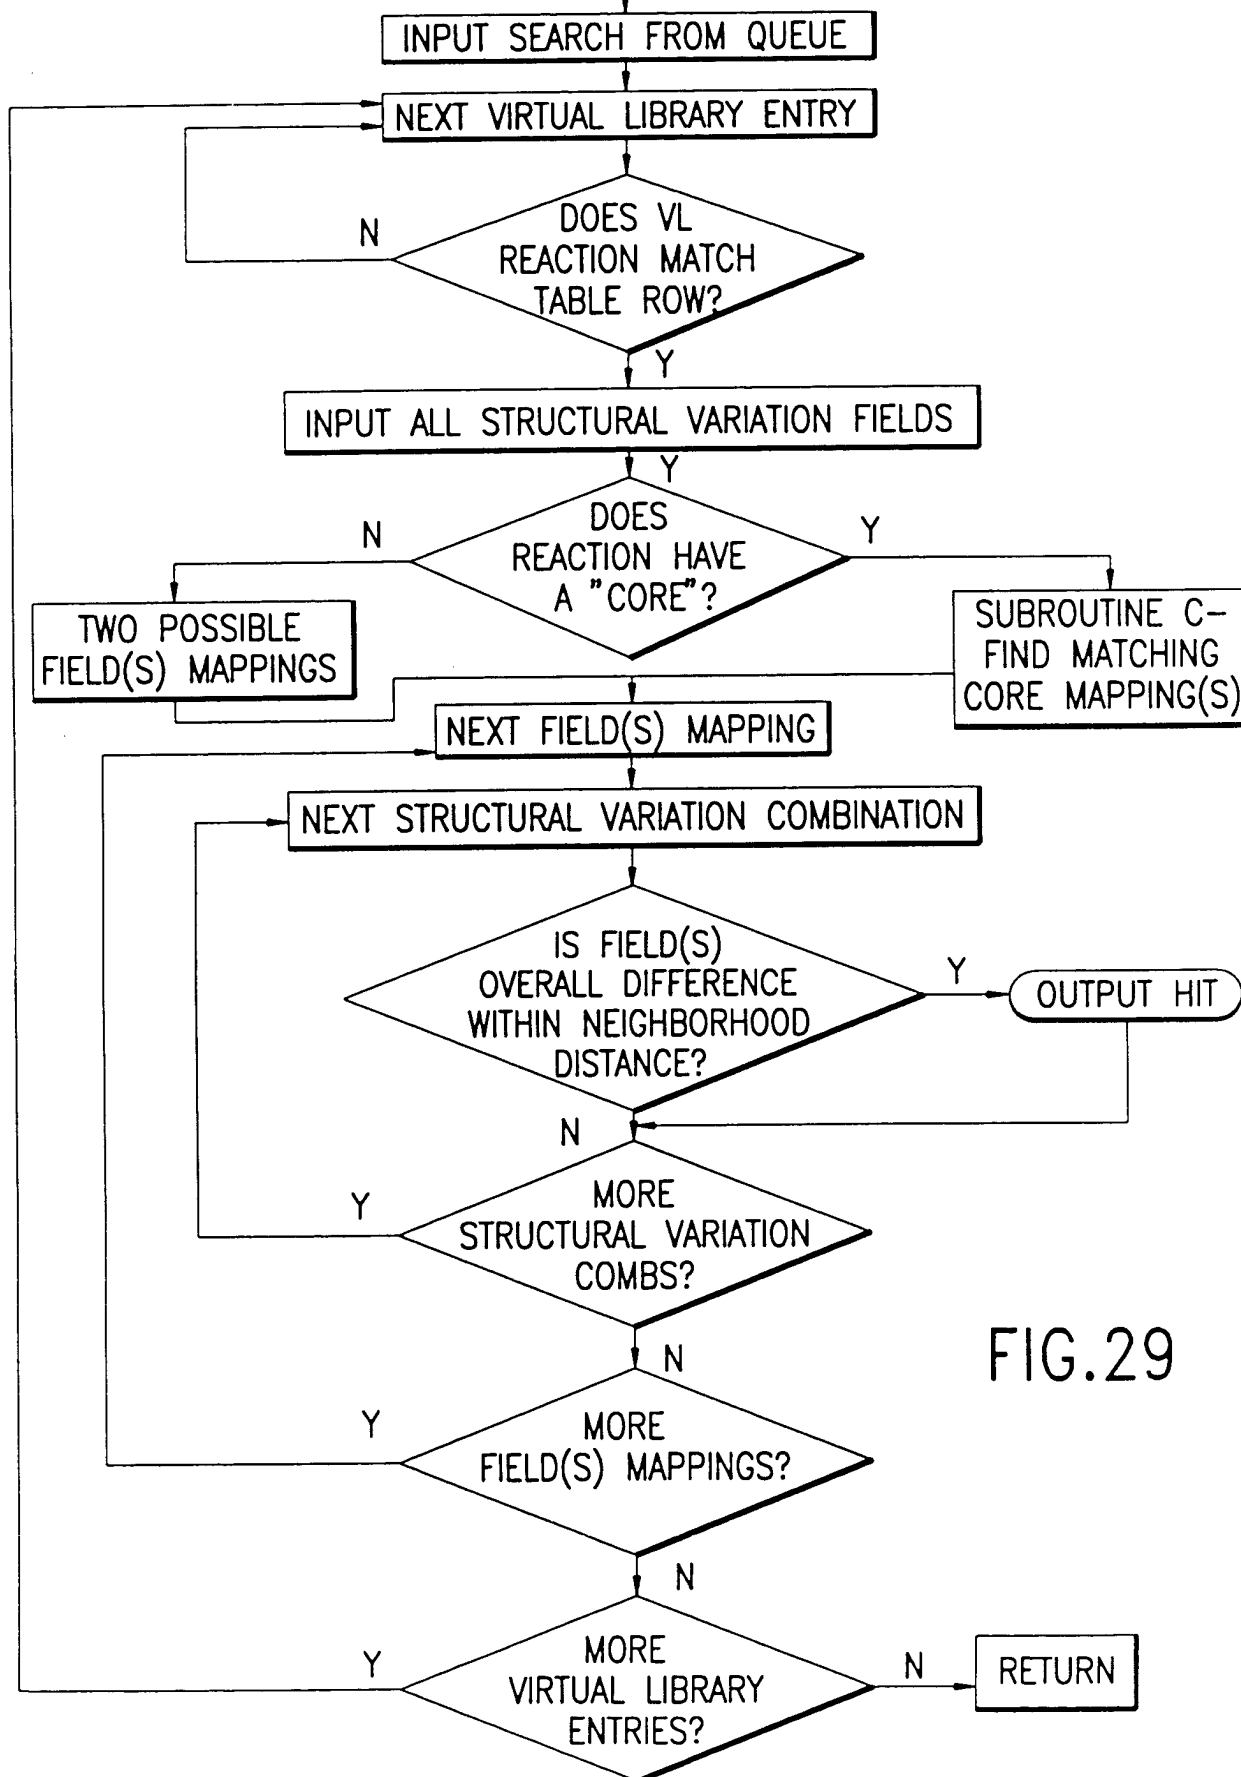 INPUT SEARCH FROM QUEUE
NEXT VIRTUAL LIBRARY ENTRY
DOES VL
REACTION MATCH
TABLE ROW?
N
Y
INPUT ALL STRUCTURAL VARIATION FIELDS
Y
DOES
REACTION HAVE
A "CORE"?
N
Y
TWO POSSIBLE
FIELD(S) MAPPINGS
SUBROUTINE C-
FIND MATCHING
CORE MAPPING(S)
NEXT FIELD(S) MAPPING
NEXT STRUCTURAL VARIATION COMBINATION
IS FIELD(S)
OVERALL DIFFERENCE
WITHIN NEIGHBORHOOD
DISTANCE?
Y
OUTPUT HIT
N
MORE
STRUCTURAL VARIATION
COMBS?
Y
N
FIG.29
MORE
FIELD(S) MAPPINGS?
Y
N
MORE
VIRTUAL LIBRARY
ENTRIES?
Y
N
RETURN